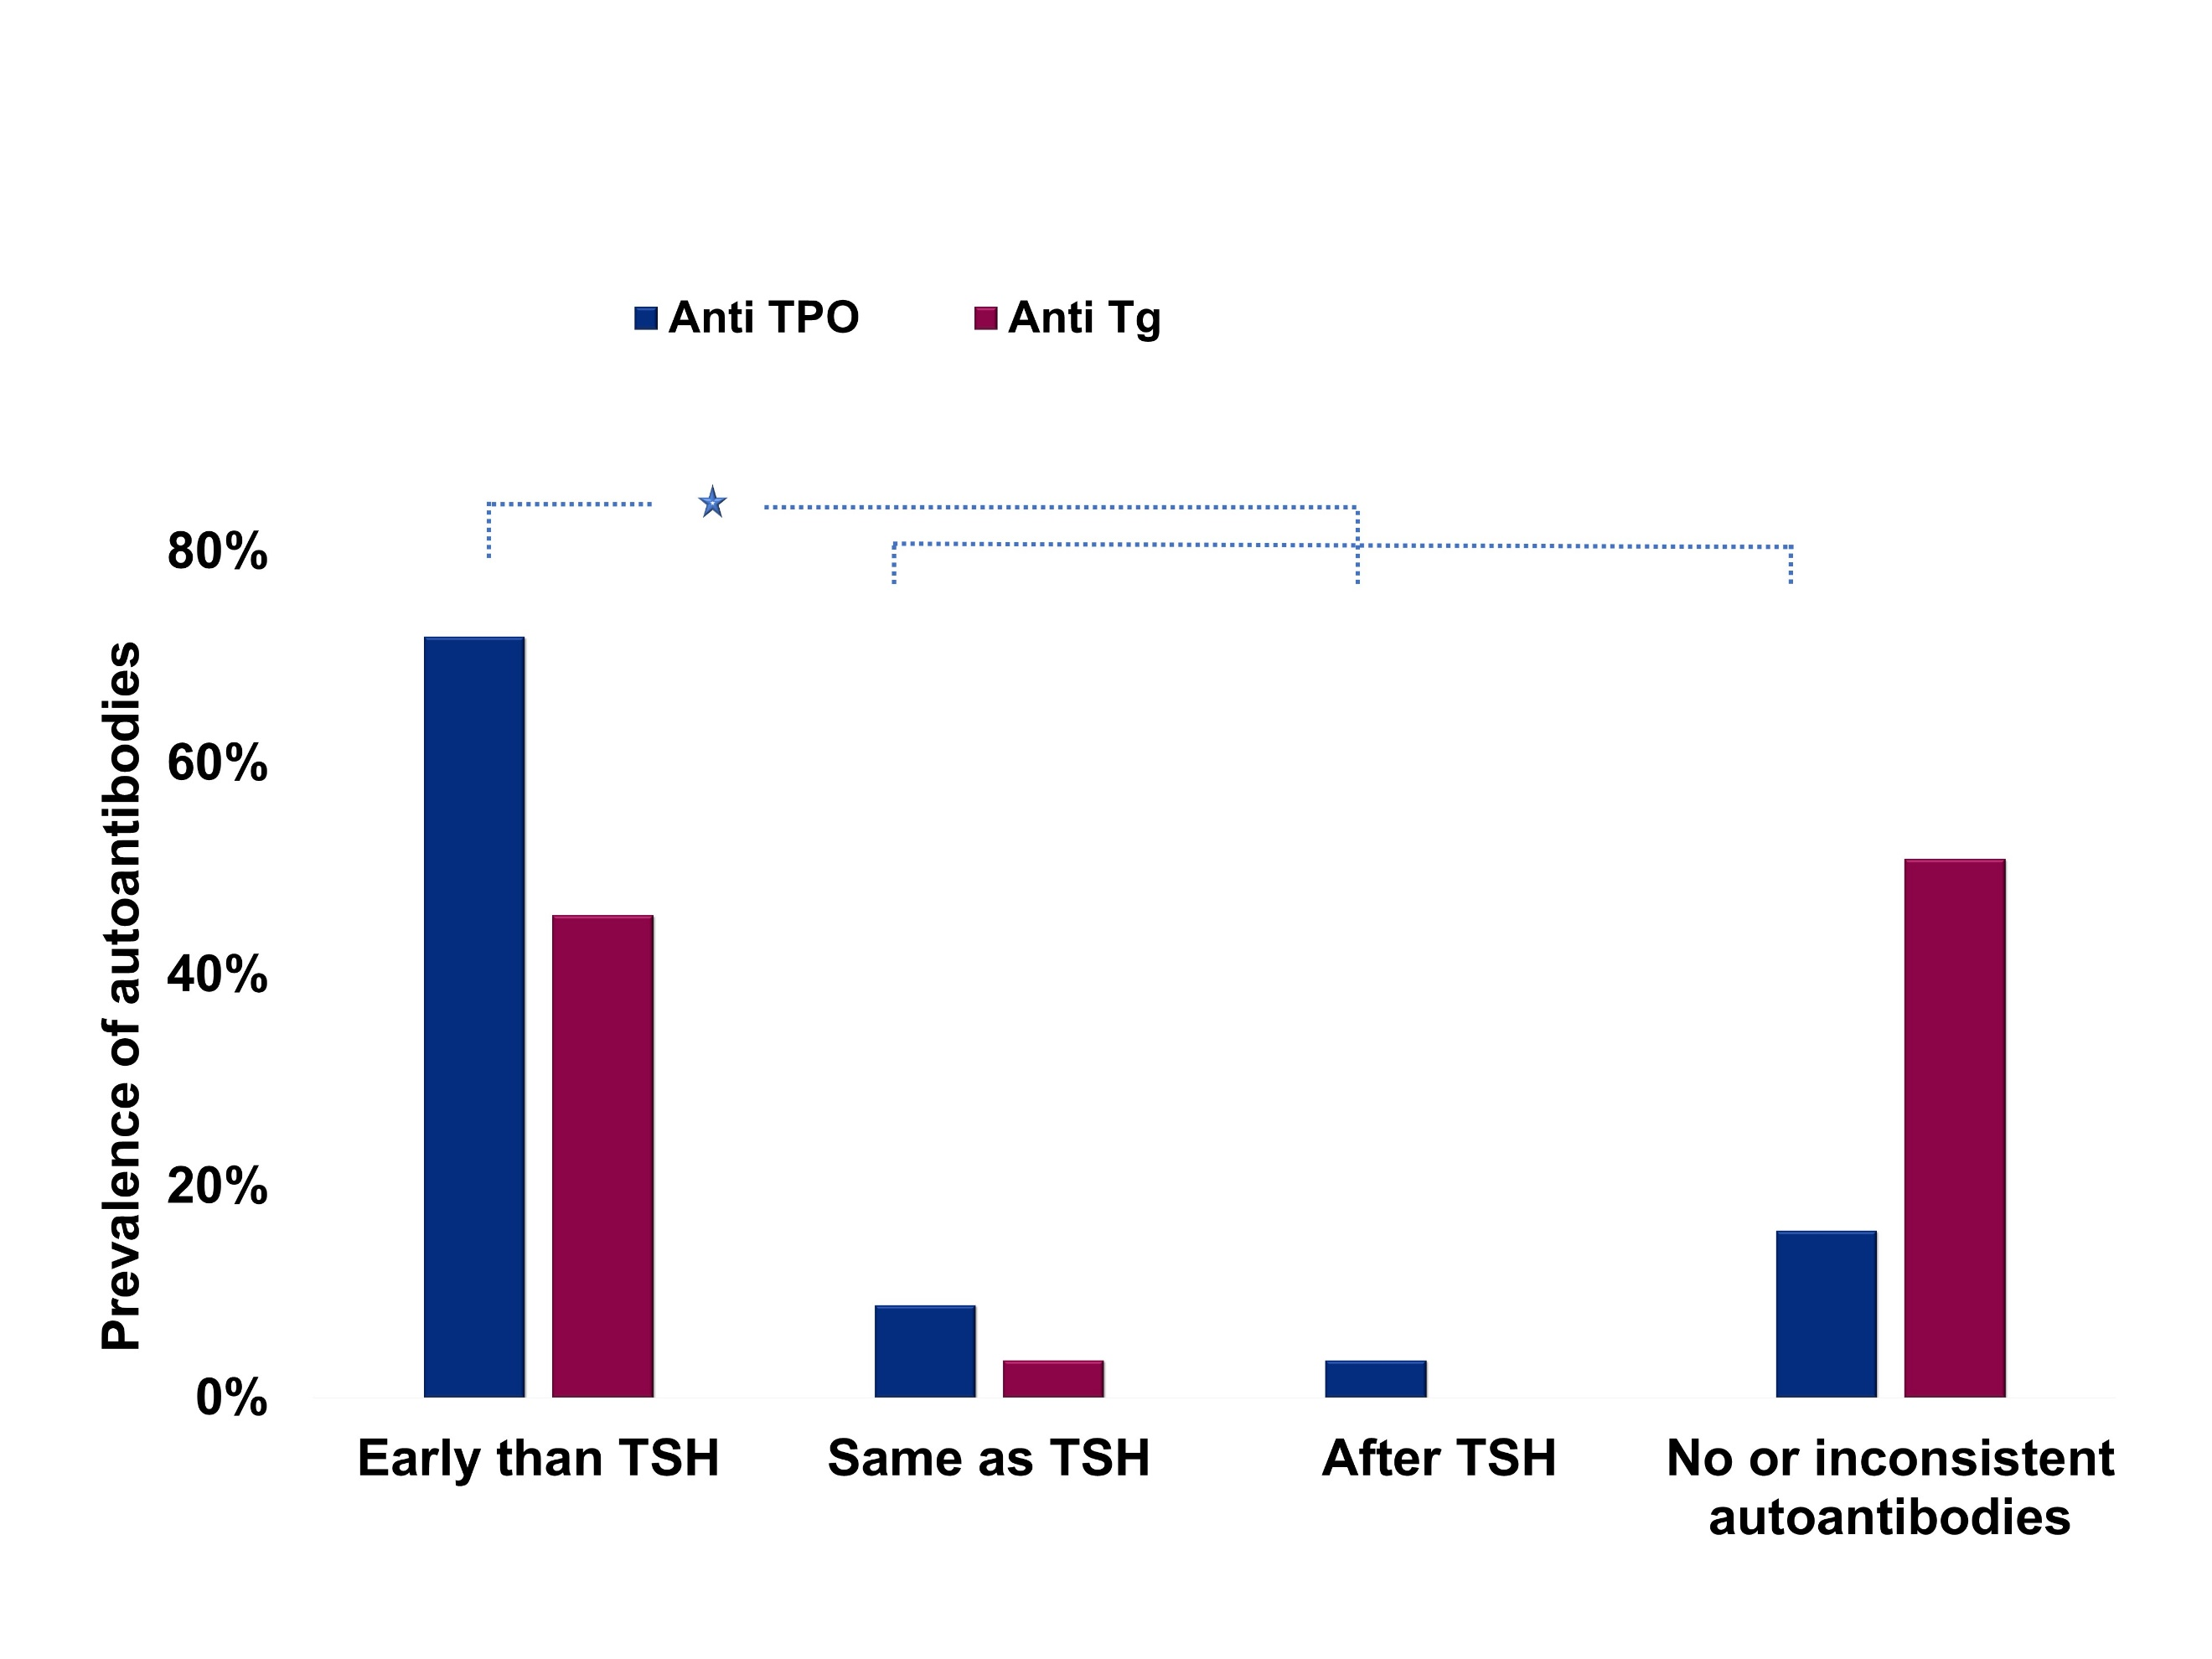 Anti TPO
Anti Tg
Prevalence of autoantibodies
80%
60%
40%
20%
0%
Early than TSH
Same as TSH
After TSH
No or inconsistent
autoantibodies